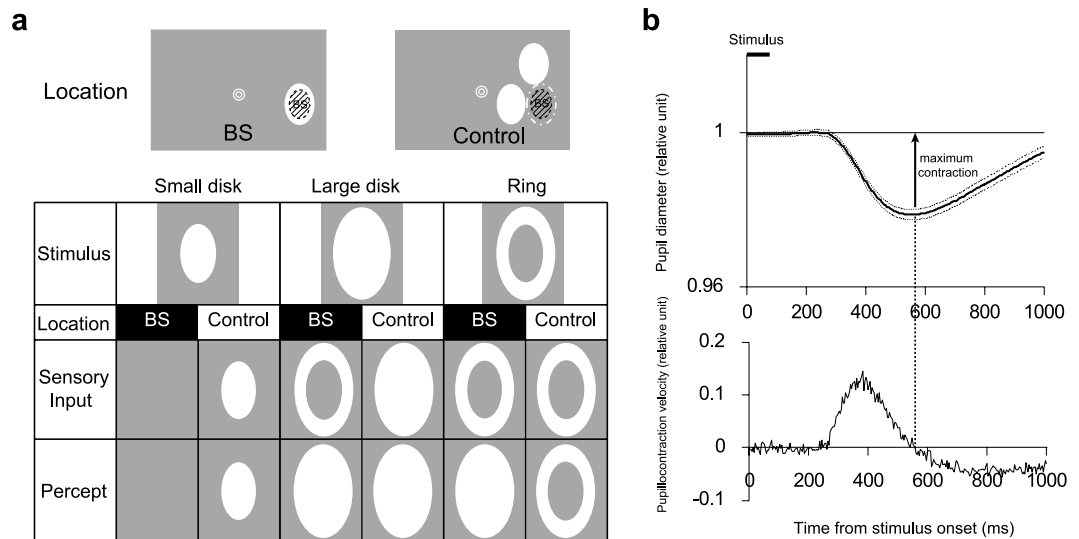 a
Location
BS
BS
BS
Control
Small disk Large disk Ring
Stimulus
Location BS Control BS Control BS Control
Sensory
Input
Percept
b
Stimulus
Pupil diameter (relative unit)
1
maximum
contraction
0.96
0 200 400 600 800 1000
Pupillocontraction velocity (relative unit)
0.2
0.1
0
-0.1
0 200 400 600 800 1000
Time from stimulus onset (ms)